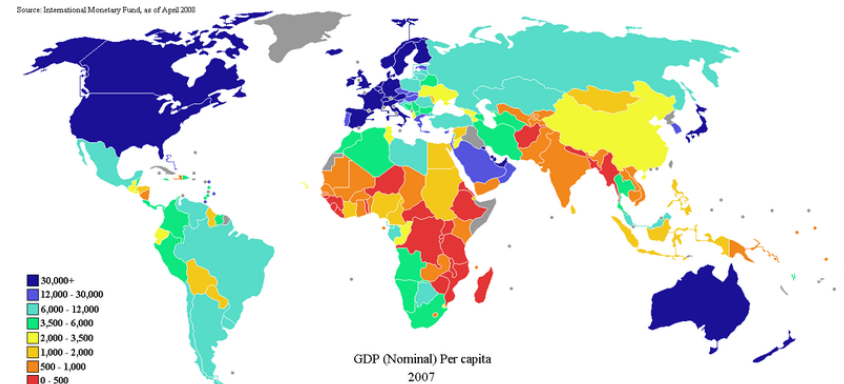 Source: International Monetary Fund, as of April 2008
30,000+
12,000 - 30,000
6,000 - 12,000
3,500 - 6,000
2,000 - 3,500
1,000 - 2,000
500 - 1,000
0 - 500
GDP (Nominal) Per capita
2007